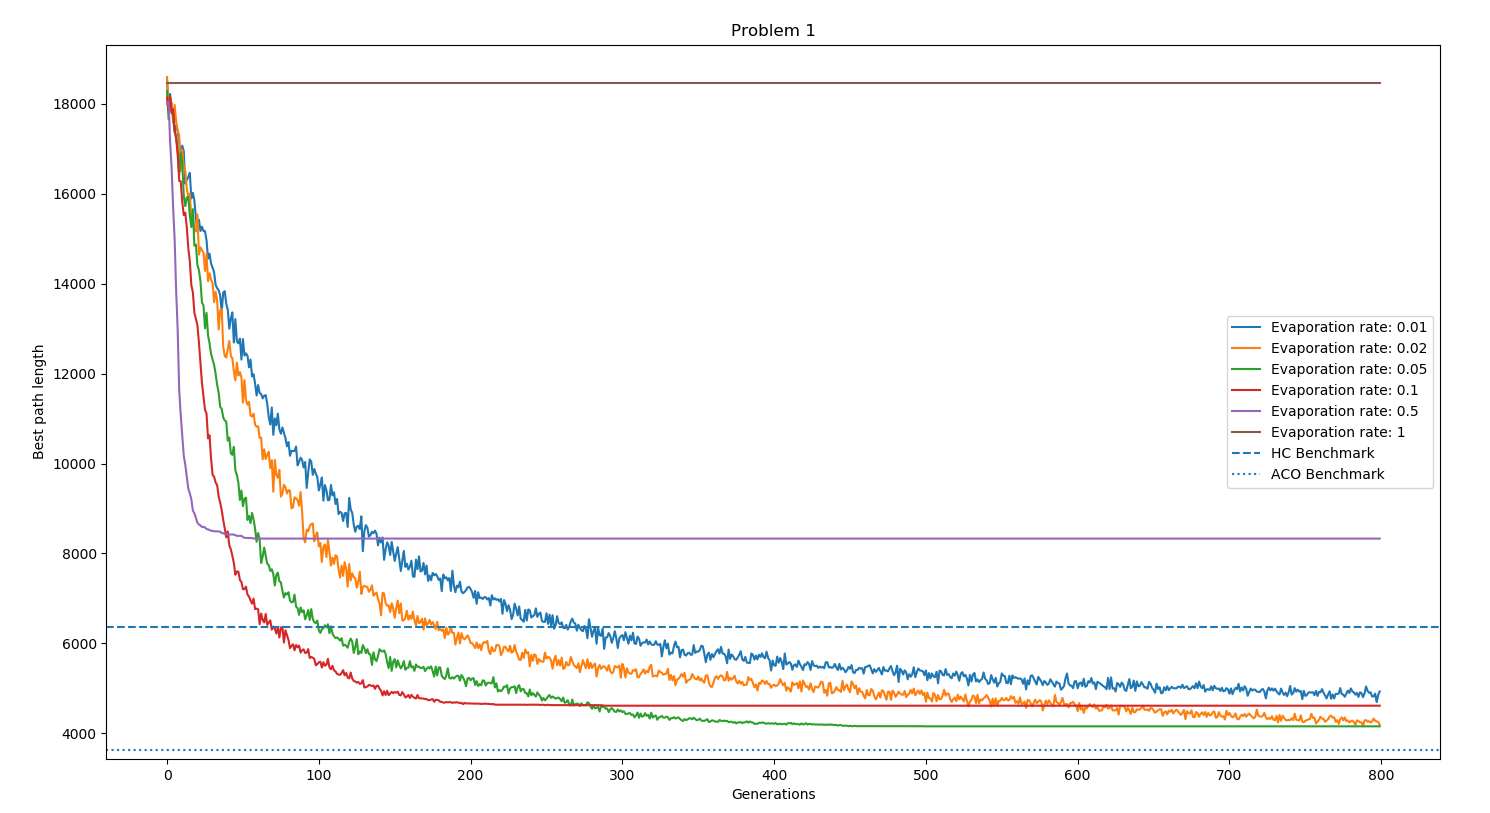 Problem 1
Best path length
18000
16000
14000
12000
10000
8000
6000
4000
Evaporation rate: 0.01
Evaporation rate: 0.02
Evaporation rate: 0.05
Evaporation rate: 0.1
Evaporation rate: 0.5
Evaporation rate: 1
HC Benchmark
ACO Benchmark
0 100 200 300 400 500 600 700 800
Generations